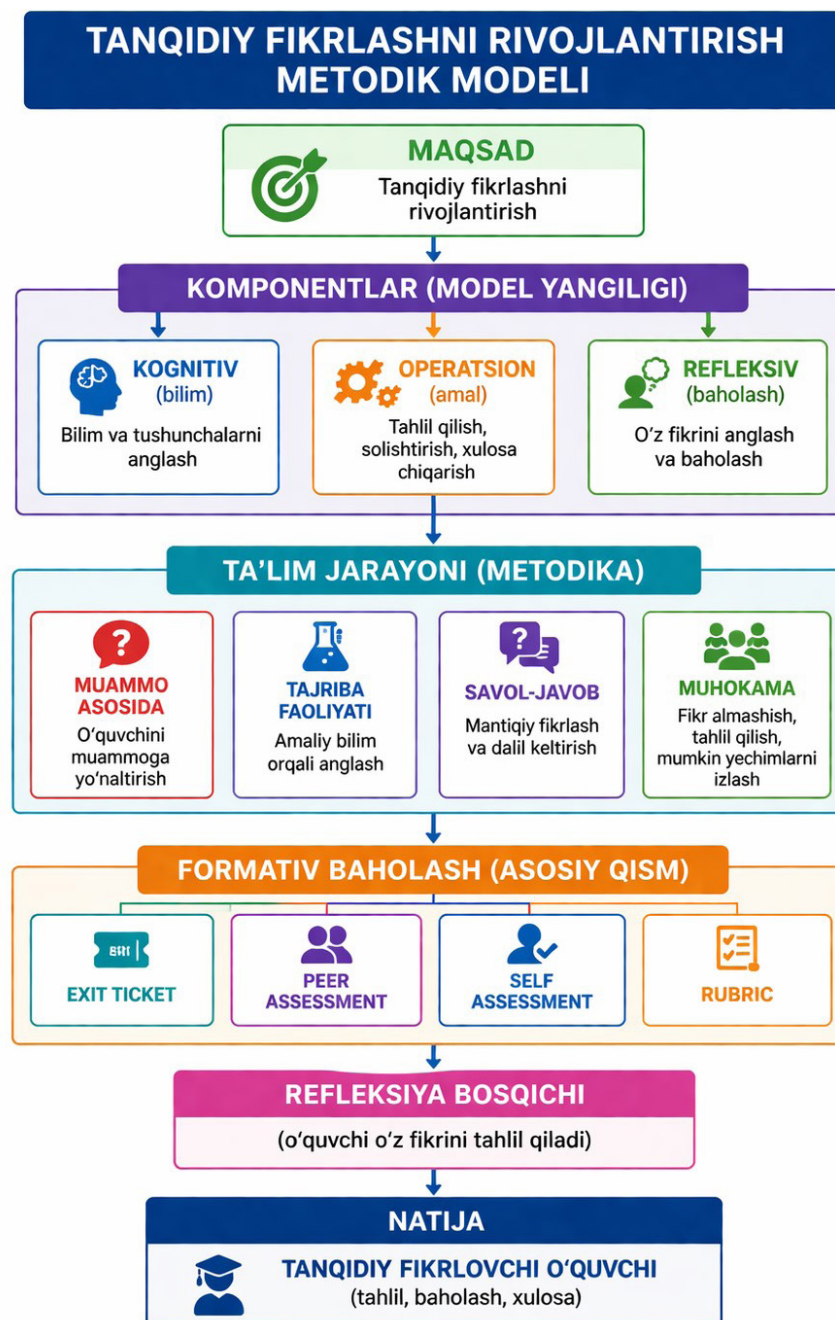 TANQIDIY FIKRLASHNI RIVOJLANTIRISH
METODIK MODELI
MAQSAD
Tanqidiy fikrlashni
rivojlantirish
KOMPONENTLAR (MODEL YANGILIGI)
KOGNITIV
(bilim)
Bilim va tushunchalarni
anglash
OPERATSION
(amal)
Tahlil qilish,
solishtirish, xulosa
chiqarish
REFLEKSIV
(baholash)
O‘z fikrini anglash
va baholash
TA’LIM JARAYONI (METODIKA)
MUAMMO
ASOSIDA
O‘quvchini
muammoga
yo‘naltirish
TAJRIBA
FAOLIYATI
Amaliy bilim
orqali anglash
SAVOL-JAVOB
Mantiqiy fikrlash
va dalil keltirish
MUHOKAMA
Fikr almashish,
tahlil qilish,
mumkin yechimlarni
izlash
FORMATIV BAHOLASH (ASOSIY QISM)
EXIT TICKET
PEER
ASSESSMENT
SELF
ASSESSMENT
RUBRIC
REFLEKSIYA BOSQICHI
(o‘quvchi o‘z fikrini tahlil qiladi)
NATIJA
TANQIDIY FIKRLOVCHI O‘QUVCHI
(tahlil, baholash, xulosa)